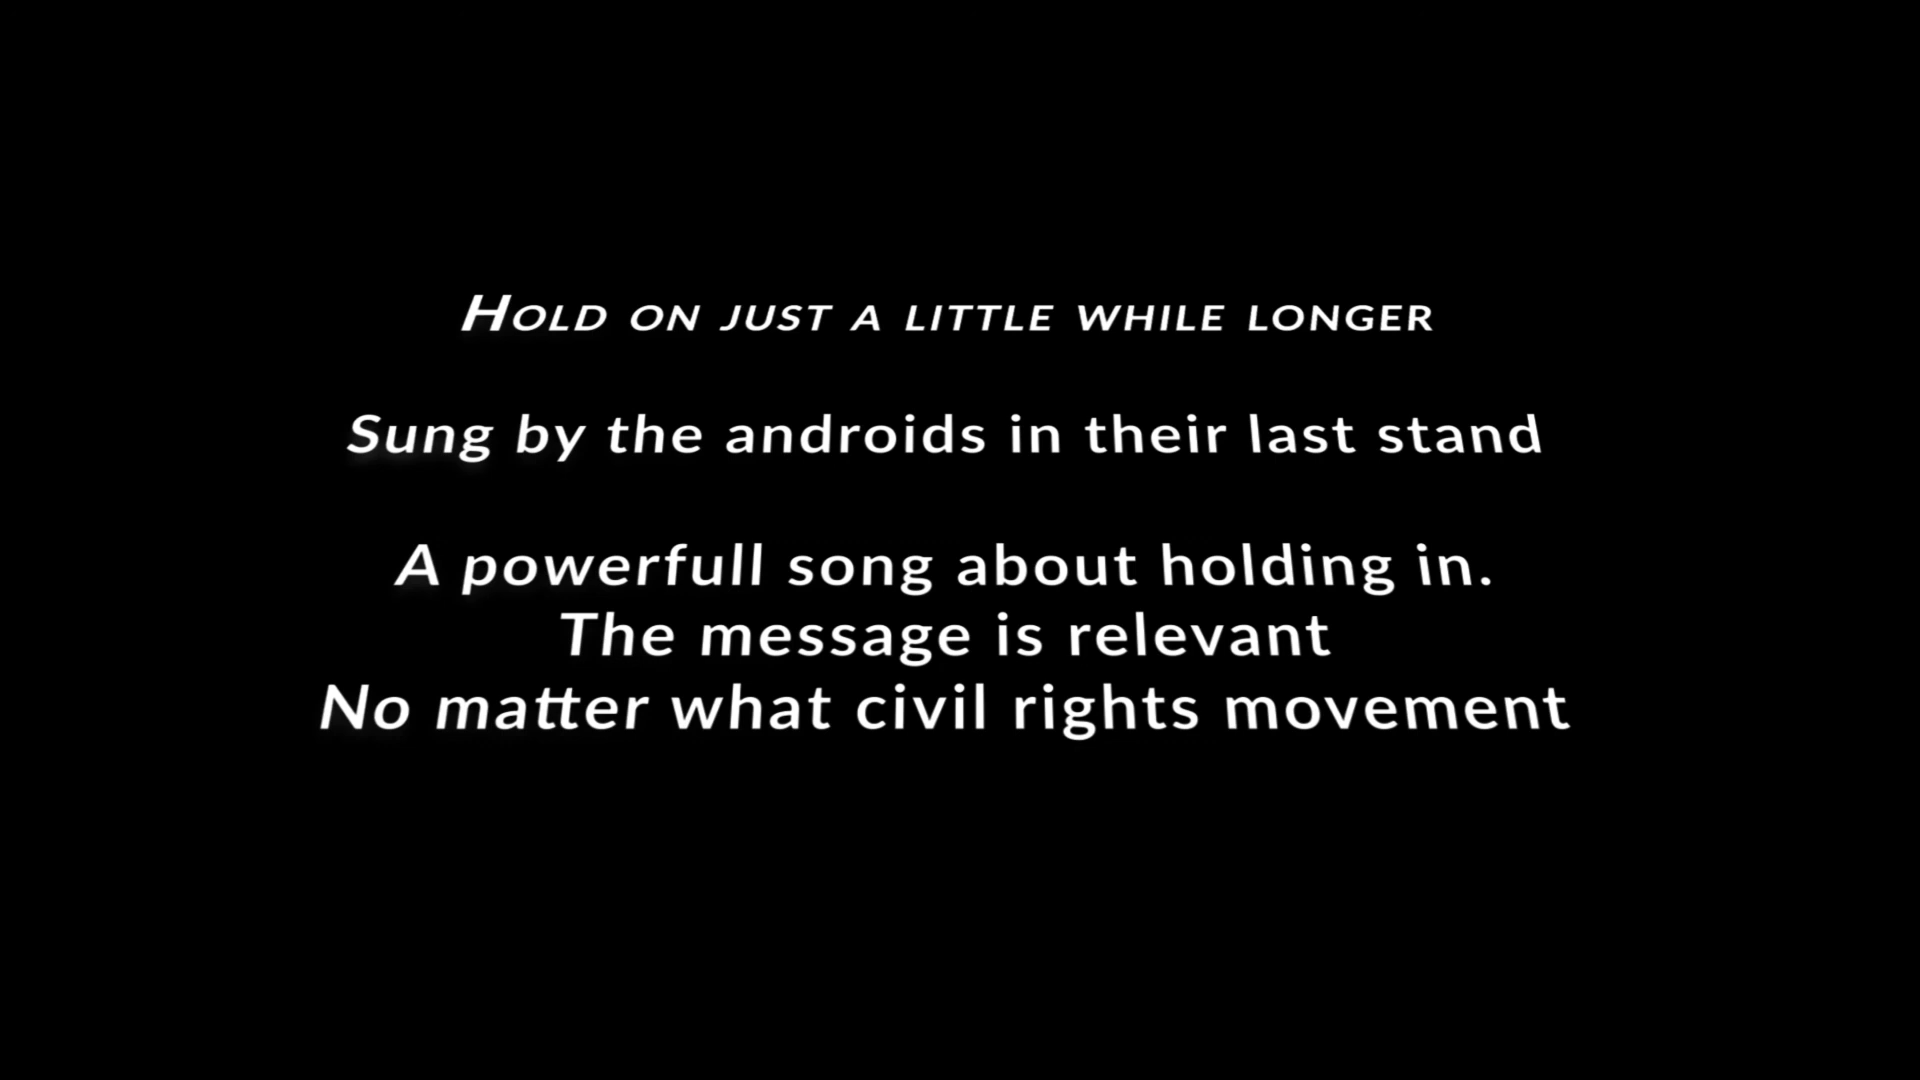 Hold on just a little while longer
Sung by the androids in their last stand
A powerfull song about holding in.
The message is relevant
No matter what civil rights movement